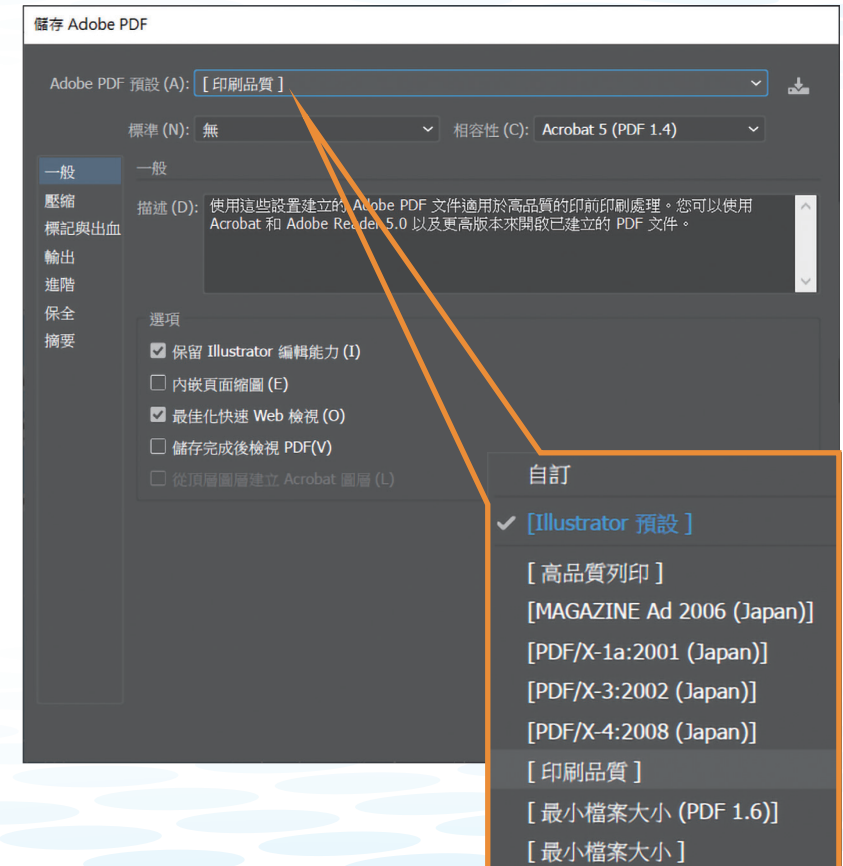 儲存 Adobe PDF
Adobe PDF 預設 (A): [ 印刷品質 ]
標準 (N): 無 相容性 (C): Acrobat 5 (PDF 1.4)
一般
壓縮
標記與出血
輸出
進階
保全
摘要
一般
描述 (D): 使用這些設置建立的 Adobe PDF 文件適用於高品質的印前印刷處理。您可以使用
Acrobat 和 Adobe Reader 5.0 以及更高版本來開啟已建立的 PDF 文件。
選項
保留 Illustrator 編輯能力 (I)
內嵌頁面縮圖 (E)
最佳化快速 Web 檢視 (O)
儲存完成後檢視 PDF(V)
從頂層圖層建立 Acrobat 圖層 (L)
自訂
[Illustrator 預設 ]
[ 高品質列印 ]
[MAGAZINE Ad 2006 (Japan)]
[PDF/X-1a:2001 (Japan)]
[PDF/X-3:2002 (Japan)]
[PDF/X-4:2008 (Japan)]
[ 印刷品質 ]
[ 最小檔案大小 (PDF 1.6)]
[ 最小檔案大小 ]